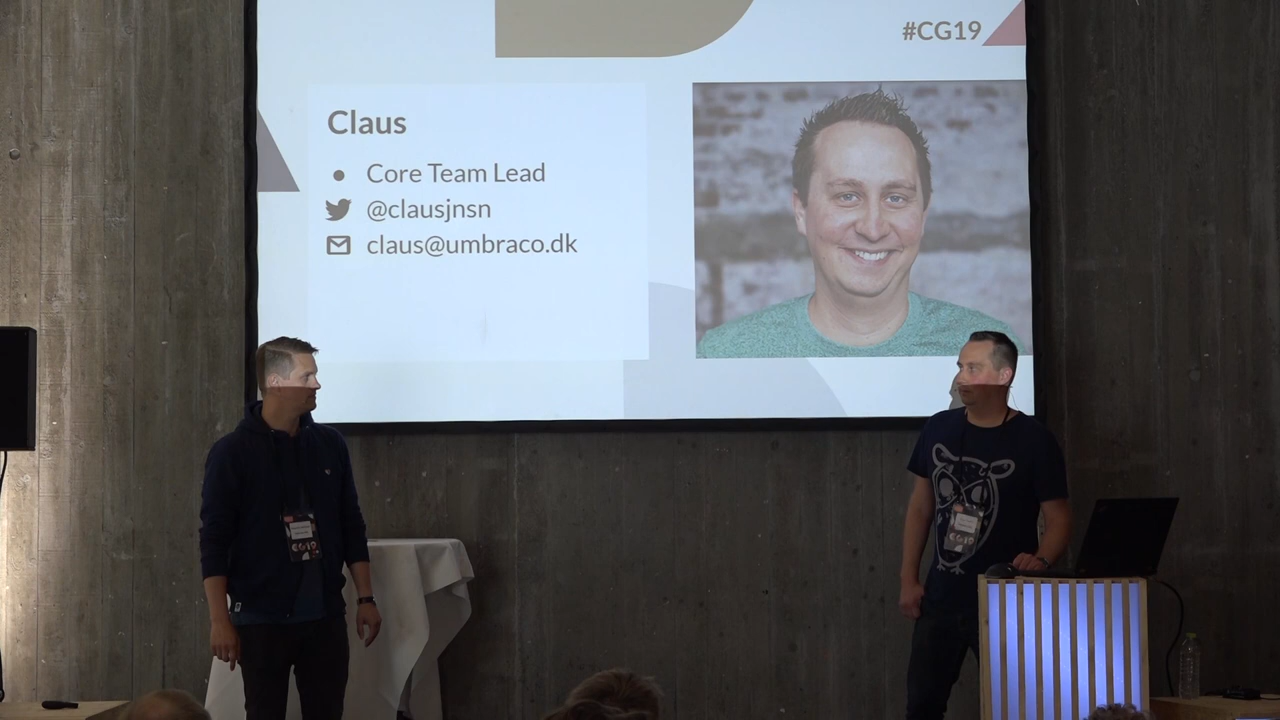 #CG19
Claus
Core Team Lead
@clausjnsn
claus@umbraco.dk